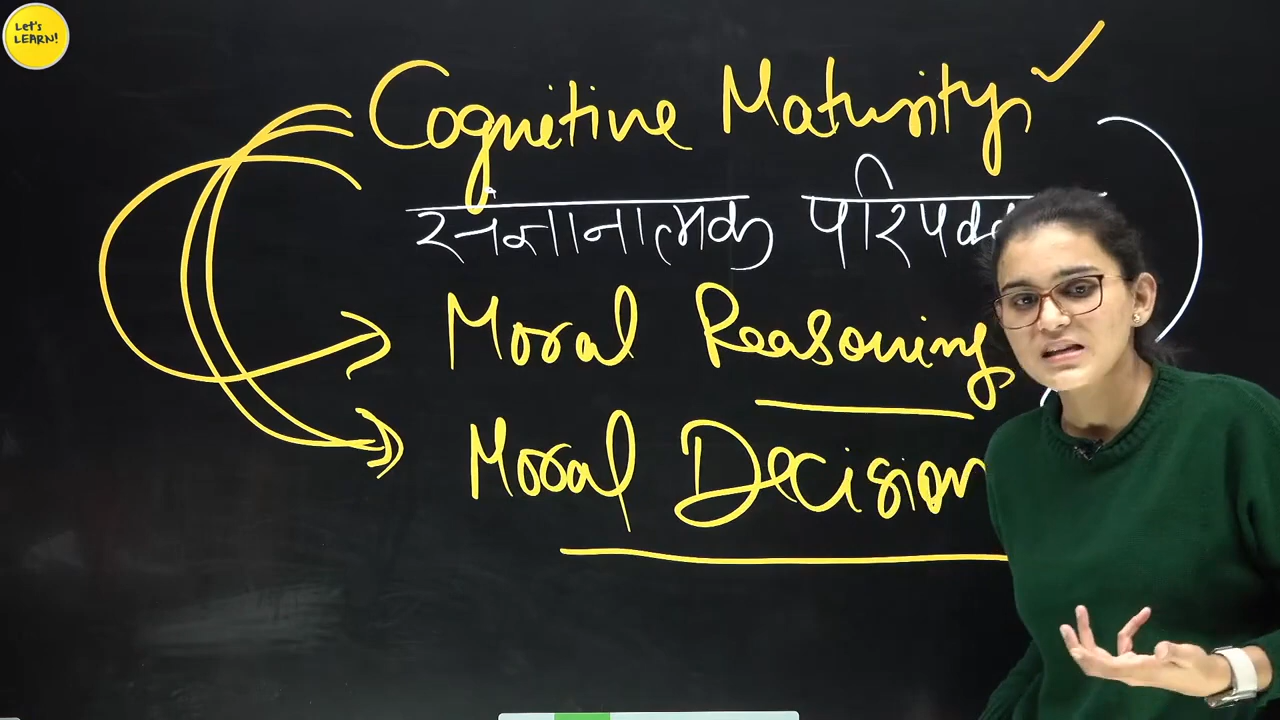 Let's
LEARN!
Cognitive Maturity
संज्ञानात्मक
Moral Reasoning
Moral Decision